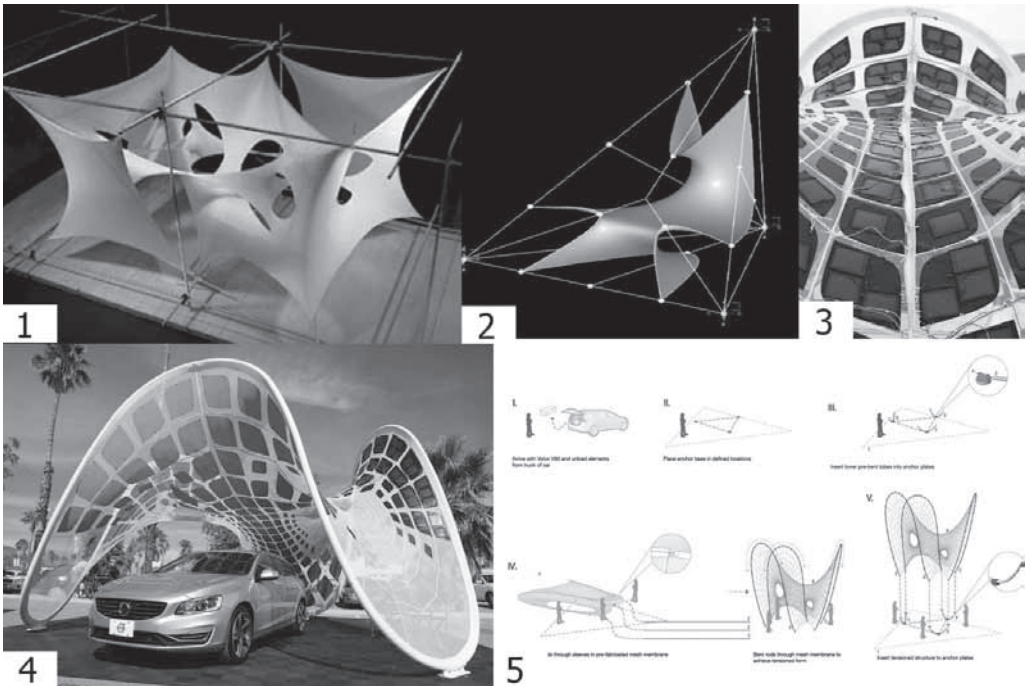 1
2
3
4
5
I.
Arrive with Volvo V60 and unload elements
from trunk of car
II.
Place anchor base in defined locations
III.
Insert lower pre-bent tubes into anchor plates
IV.
through sleeves in pre-fabricated mesh membrane
Bent rods through mesh membrane to
achieve tensioned form
V.
Insert tensioned structure to anchor plates